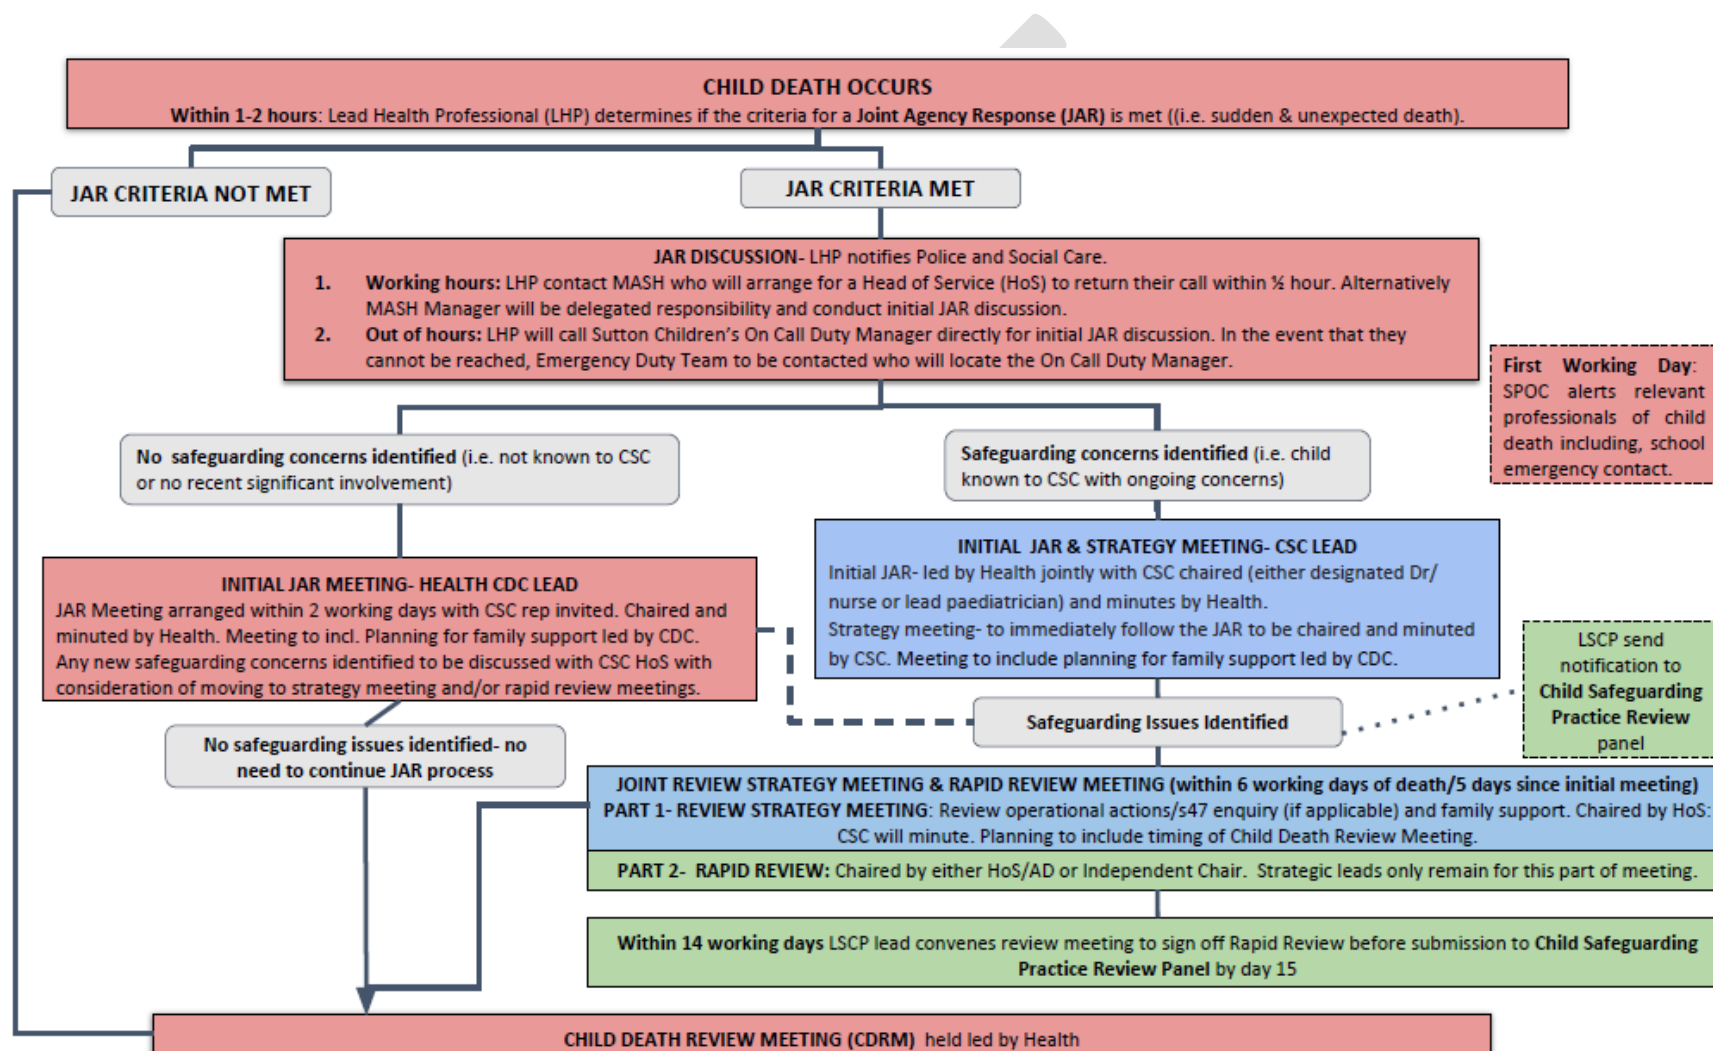 CHILD DEATH OCCURS
Within 1-2 hours: Lead Health Professional (LHP) determines if the criteria for a Joint Agency Response (JAR) is met ((i.e. sudden & unexpected death).
JAR CRITERIA NOT MET
JAR CRITERIA MET
JAR DISCUSSION- LHP notifies Police and Social Care.
1. Working hours: LHP contact MASH who will arrange for a Head of Service (HoS) to return their call within ½ hour. Alternatively
MASH Manager will be delegated responsibility and conduct initial JAR discussion.
2. Out of hours: LHP will call Sutton Children's On Call Duty Manager directly for initial JAR discussion. In the event that they
cannot be reached, Emergency Duty Team to be contacted who will locate the On Call Duty Manager.
First Working Day:
SPOC alerts relevant
professionals of child
death including, school
emergency contact.
No safeguarding concerns identified (i.e. not known to CSC
or no recent significant involvement)
Safeguarding concerns identified (i.e. child
known to CSC with ongoing concerns)
INITIAL JAR MEETING- HEALTH CDC LEAD
JAR Meeting arranged within 2 working days with CSC rep invited. Chaired and
minuted by Health. Meeting to incl. Planning for family support led by CDC.
Any new safeguarding concerns identified to be discussed with CSC HoS with
consideration of moving to strategy meeting and/or rapid review meetings.
INITIAL JAR & STRATEGY MEETING- CSC LEAD
Initial JAR- led by Health jointly with CSC chaired (either designated Dr/
nurse or lead paediatrician) and minutes by Health.
Strategy meeting- to immediately follow the JAR to be chaired and minuted
by CSC. Meeting to include planning for family support led by CDC.
LSCP send
notification to
Child Safeguarding
Practice Review
panel
Safeguarding Issues Identified
No safeguarding issues identified- no
need to continue JAR process
JOINT REVIEW STRATEGY MEETING & RAPID REVIEW MEETING (within 6 working days of death/5 days since initial meeting)
PART 1- REVIEW STRATEGY MEETING: Review operational actions/s47 enquiry (if applicable) and family support. Chaired by HoS:
CSC will minute. Planning to include timing of Child Death Review Meeting.
PART 2- RAPID REVIEW: Chaired by either HoS/AD or Independent Chair. Strategic leads only remain for this part of meeting.
Within 14 working days LSCP lead convenes review meeting to sign off Rapid Review before submission to Child Safeguarding
Practice Review Panel by day 15
CHILD DEATH REVIEW MEETING (CDRM) held led by Health